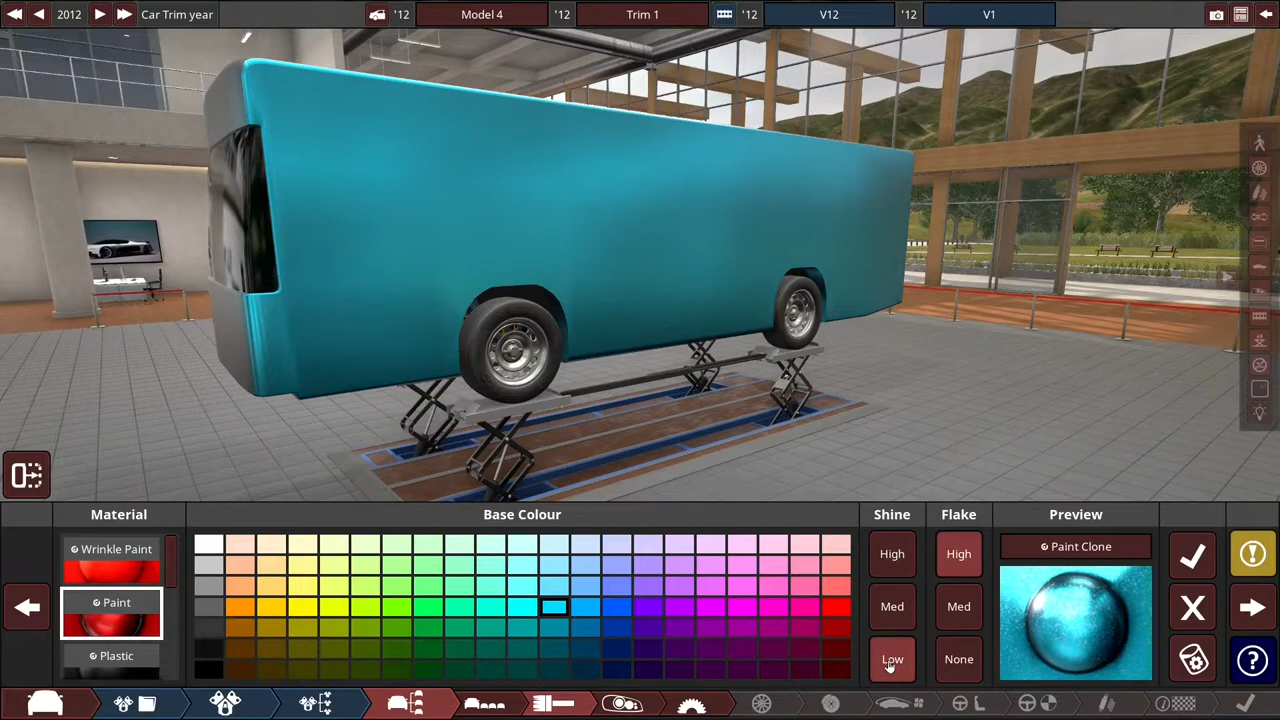 2012 Car Trim year '12 Model 4 '12 Trim 1 '12 V12 '12 V1
Material Base Colour Shine Flake Preview
Wrinkle Paint
Paint
Plastic
High
Med
Low
High
Med
None
Paint Clone